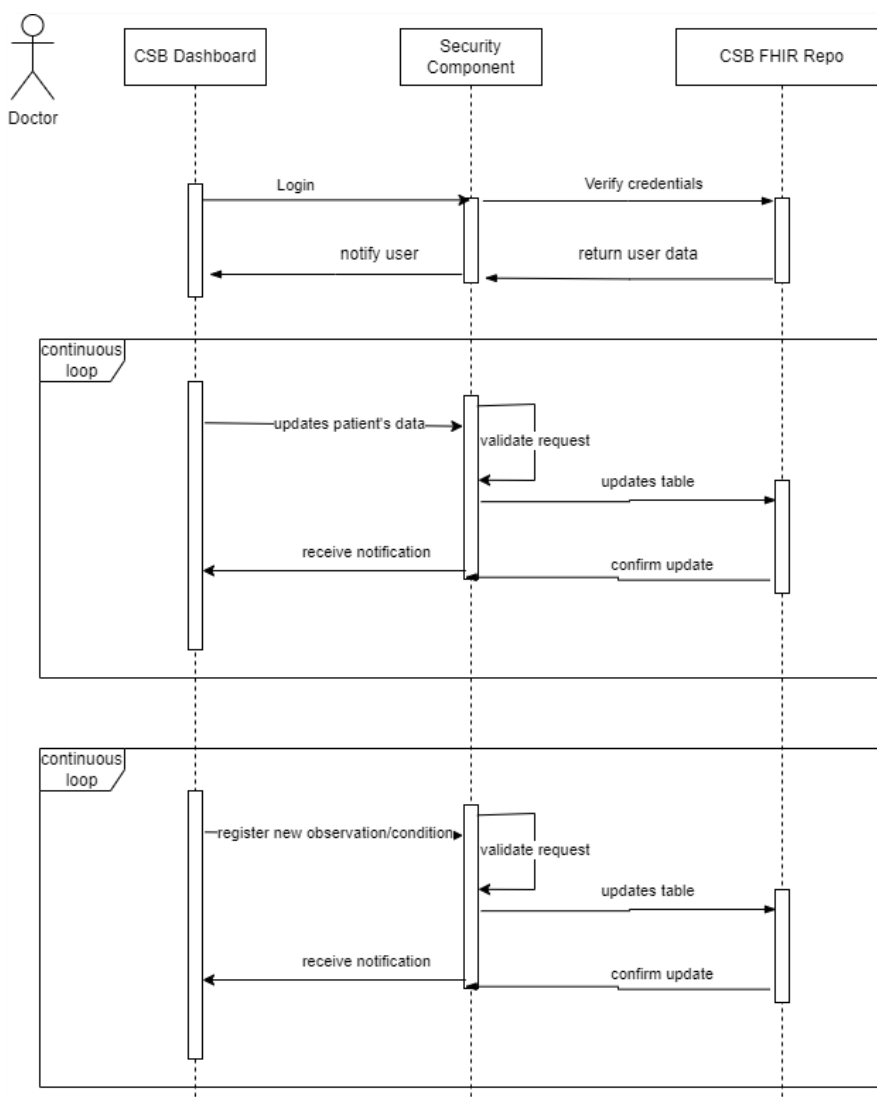 Doctor
CSB Dashboard
Security
Component
CSB FHIR Repo
Login
Verify credentials
notify user
return user data
continuous
loop
updates patient's data
validate request
updates table
receive notification
confirm update
continuous
loop
register new observation/condition
validate request
updates table
receive notification
confirm update